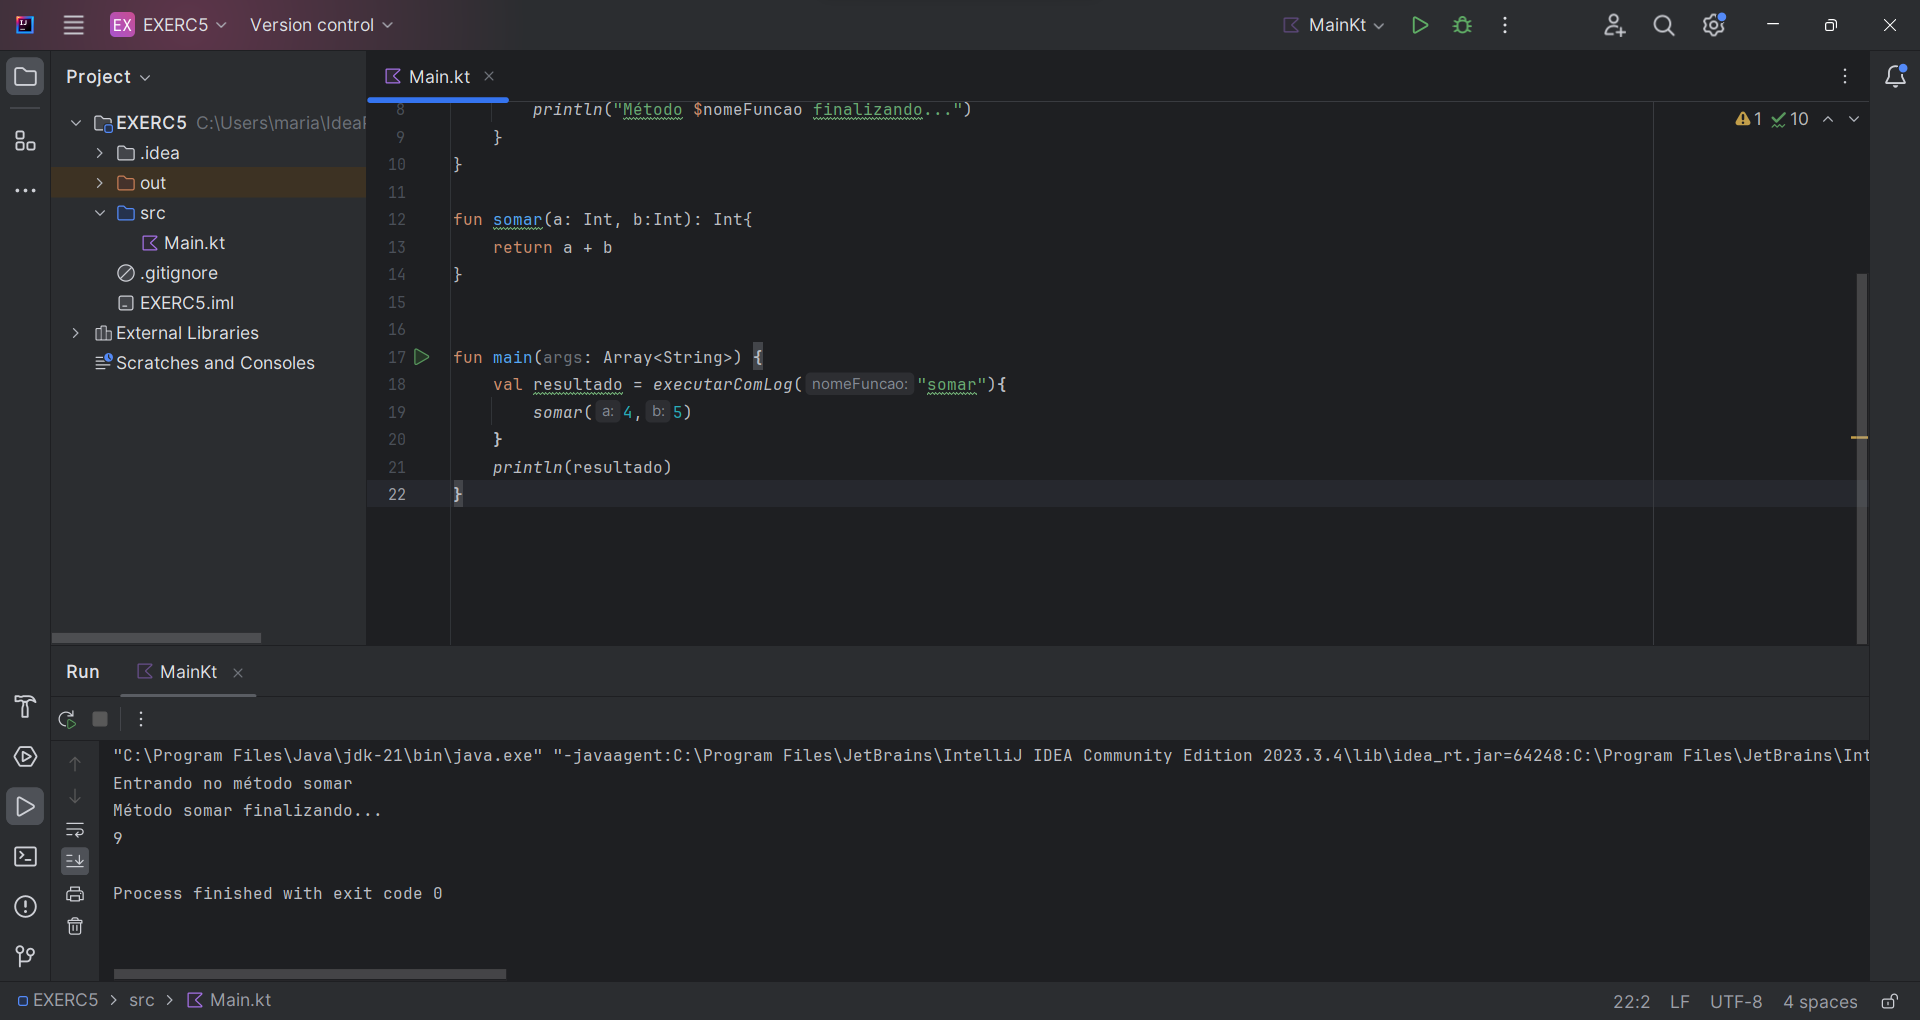 EX EXERC5 Version control MainKt
Project
Main.kt
EXERC5 C:\Users\maria\Idea
.idea
out
src
Main.kt
.gitignore
EXERC5.iml
External Libraries
Scratches and Consoles
8 println("Método $nomeFuncao finalizando...")
9 }
10 }
11
12 fun somar(a: Int, b:Int): Int{
13 return a + b
14 }
15
16
17 fun main(args: Array<String>) {
18 val resultado = executarComLog( nomeFuncao: "somar"){
19 somar( a: 4, b: 5)
20 }
21 println(resultado)
22 }
1 10
Run MainKt
"C:\Program Files\Java\jdk-21\bin\java.exe" "-javaagent:C:\Program Files\JetBrains\IntelliJ IDEA Community Edition 2023.3.4\lib\idea_rt.jar=64248:C:\Program Files\JetBrains\Int
Entrando no método somar
Método somar finalizando...
9
Process finished with exit code 0
EXERC5 > src > Main.kt
22:2 LF UTF-8 4 spaces